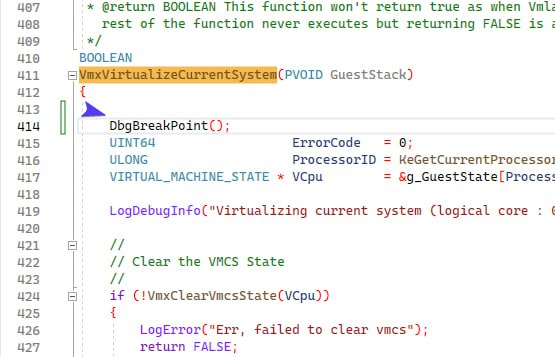 407 * @return BOOLEAN This function won't return true as when Vmla
408 rest of the function never executes but returning FALSE is a
409 */
410 BOOLEAN
411 VmxVirtualizeCurrentSystem(PVOID GuestStack)
412 {
413
414 DbgBreakPoint();
415 UINT64 ErrorCode = 0;
416 ULONG ProcessorID = KeGetCurrentProcessor
417 VIRTUAL_MACHINE_STATE * VCpu = &g_GuestState[Process
418
419 LogDebugInfo("Virtualizing current system (logical core : 0
420
421 //
422 // Clear the VMCS State
423 //
424 if (!VmxClearVmcsState(VCpu))
425 {
426 LogError("Err, failed to clear vmcs");
427 return FALSE;